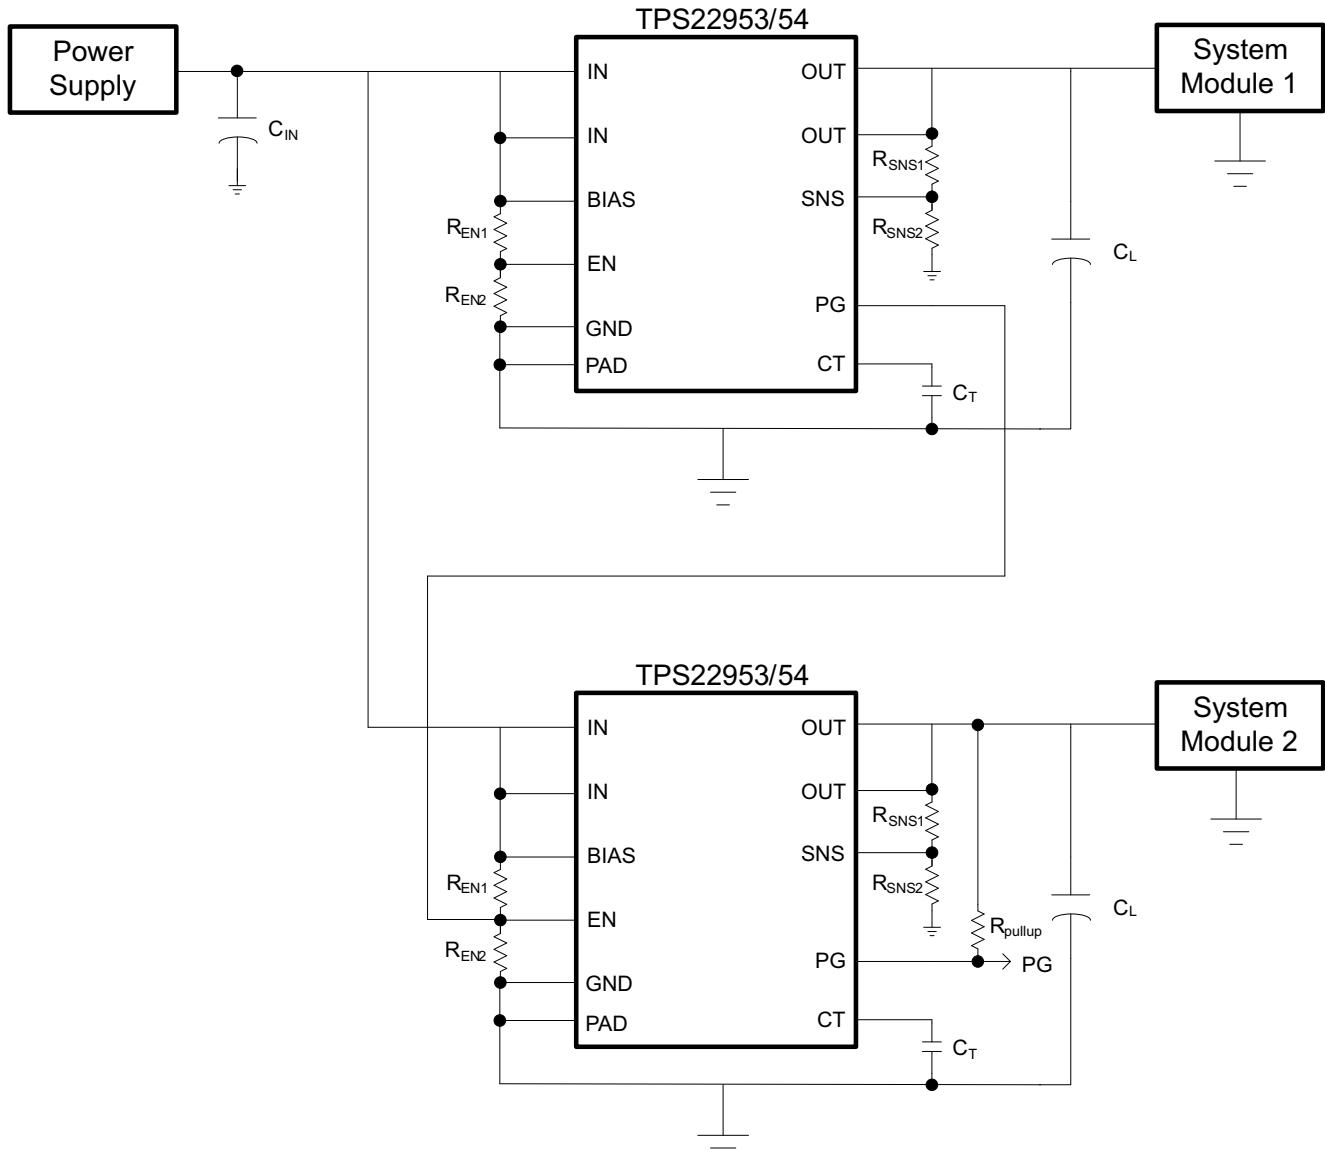 TPS22953/54
Power
Supply
C_IN
IN
IN
BIAS
EN
GND
PAD
R_EN1
R_EN2
OUT
OUT
SNS
PG
CT
R_SNS1
R_SNS2
C_T
C_L
System
Module 1
TPS22953/54
IN
IN
BIAS
EN
GND
PAD
R_EN1
R_EN2
OUT
OUT
SNS
PG
CT
R_SNS1
R_SNS2
R_pullup
PG
C_T
C_L
System
Module 2